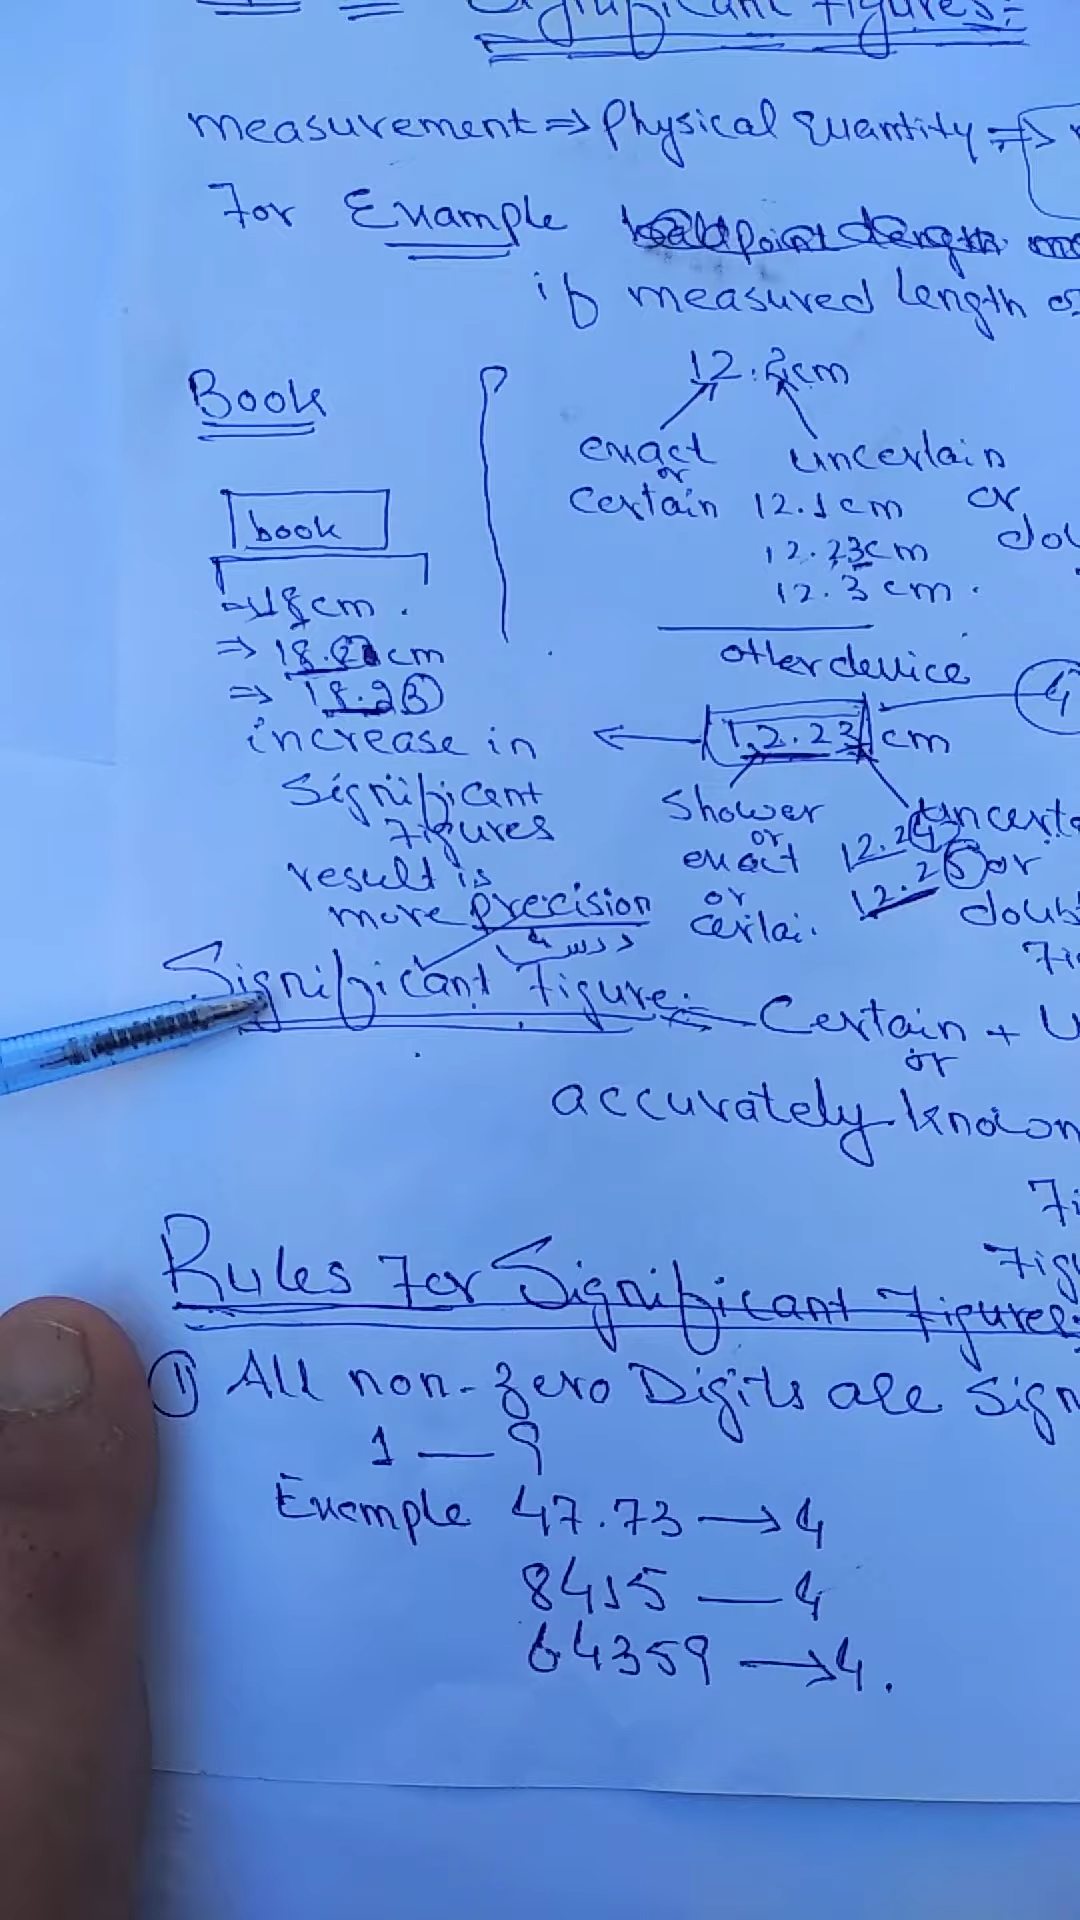 Significant Figures:
measurement ⇒ Physical quantity ⇒
For Example
if measured length
12.2cm
Book
exact or certain
uncertain or
12.1cm
12.23cm
12.3cm.
book
18cm.
other device
⇒ 18.2cm
⇒ 18.23
4
12.23 cm
increase in
Significant
Figures
result is
more precision
درستی
Shower
or
exact
or
12.24
12.25 or
Significant Figure:
Certain + U
or
accurately known
Rules For Significant Figures:
① All non-zero Digits ale Sign
1 — 9
Example 47.73 → 4
8415 — 4
64359 → 4.